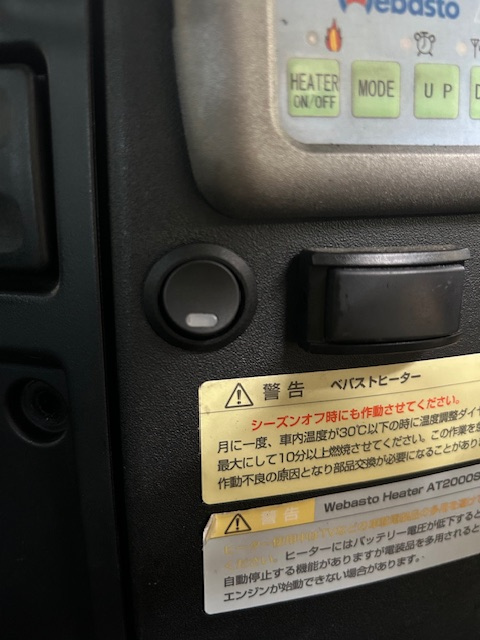 Webasto
HEATER
ON/OFF
MODE
UP
警告 ベバストヒーター
シーズンオフ時にも作動させてください。
月に一度、車内温度が30℃以下の時に温度調整ダイヤ
最大にして10分以上燃焼させてください。この作業を
作動不良の原因となり部品交換が必要になることがあり
警告 Webasto Heater AT2000S
ください。ヒーターにはバッテリー電圧が低下すると
自動停止する機能がありますが電装品を多用されると
エンジンが始動できない場合があります。